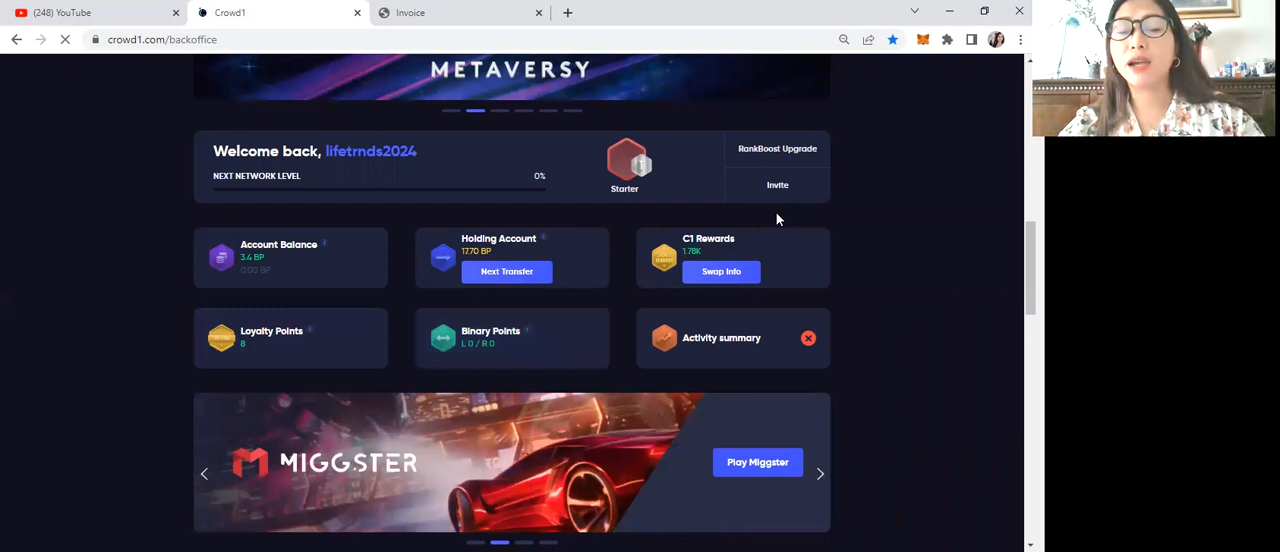 (248) YouTube
Crowd1
Invoice
crowd1.com/backoffice
METAVERSY
Welcome back, lifetrnds2024
NEXT NETWORK LEVEL 0%
Starter
RankBoost Upgrade
Invite
Account Balance
3.4 BP
0.00 BP
Holding Account
17.70 BP
Next Transfer
C1 Rewards
1.78K
Swap Info
Loyalty Points
8
Binary Points
L 0 / R 0
Activity summary
MIGGSTER
Play Miggster